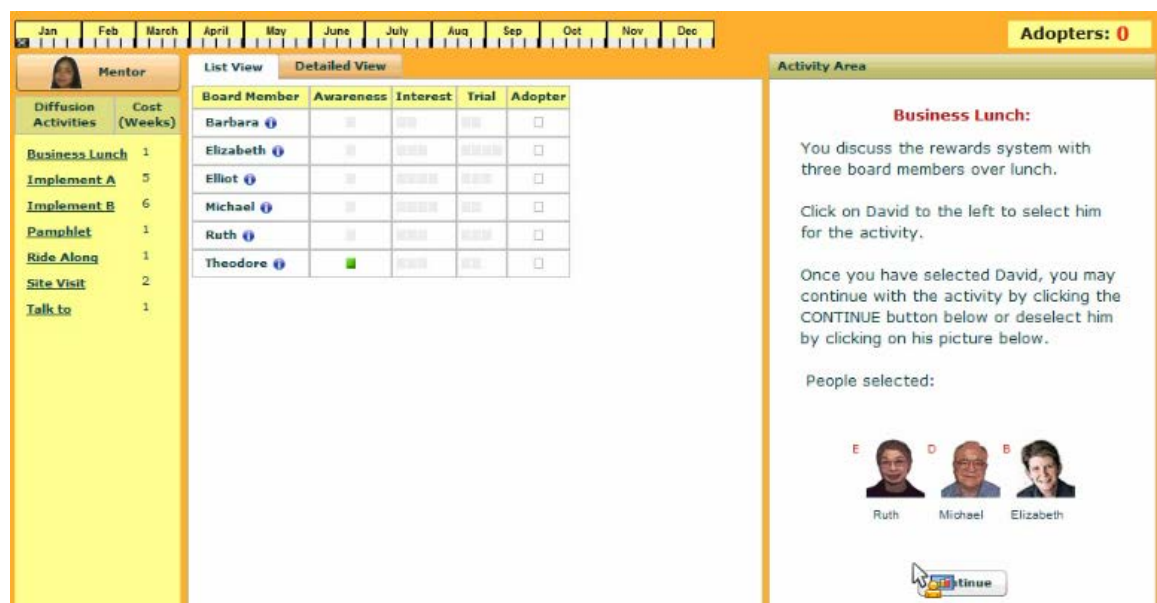 Jan Feb March April May June July Aug Sep Oct Nov Dec
Adopters: 0
Mentor
List View Detailed View
Activity Area
Diffusion Activities Cost (Weeks)
Business Lunch 1
Implement A 5
Implement B 6
Pamphlet 1
Ride Along 1
Site Visit 2
Talk to 1
Board Member Awareness Interest Trial Adopter
Barbara
Elizabeth
Elliot
Michael
Ruth
Theodore
Business Lunch:
You discuss the rewards system with
three board members over lunch.
Click on David to the left to select him
for the activity.
Once you have selected David, you may
continue with the activity by clicking the
CONTINUE button below or deselect him
by clicking on his picture below.
People selected:
E D B
Ruth Michael Elizabeth